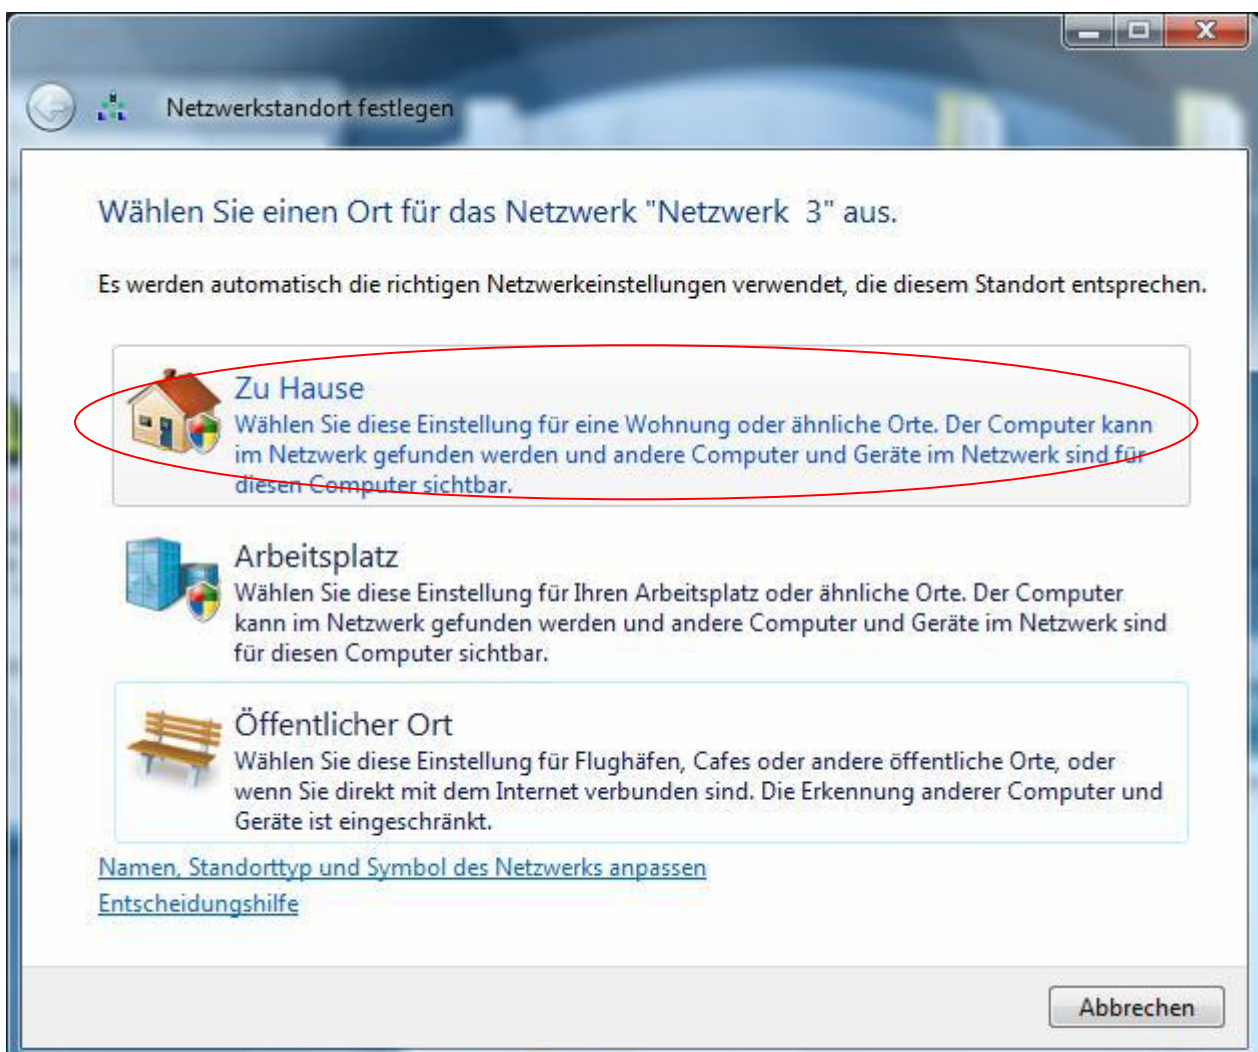 Netzwerkstandort festlegen
Wählen Sie einen Ort für das Netzwerk "Netzwerk 3" aus.
Es werden automatisch die richtigen Netzwerkeinstellungen verwendet, die diesem Standort entsprechen.
Zu Hause
Wählen Sie diese Einstellung für eine Wohnung oder ähnliche Orte. Der Computer kann
im Netzwerk gefunden werden und andere Computer und Geräte im Netzwerk sind für
diesen Computer sichtbar.
Arbeitsplatz
Wählen Sie diese Einstellung für Ihren Arbeitsplatz oder ähnliche Orte. Der Computer
kann im Netzwerk gefunden werden und andere Computer und Geräte im Netzwerk sind
für diesen Computer sichtbar.
Öffentlicher Ort
Wählen Sie diese Einstellung für Flughäfen, Cafes oder andere öffentliche Orte, oder
wenn Sie direkt mit dem Internet verbunden sind. Die Erkennung anderer Computer und
Geräte ist eingeschränkt.
Namen, Standorttyp und Symbol des Netzwerks anpassen
Entscheidungshilfe
Abbrechen